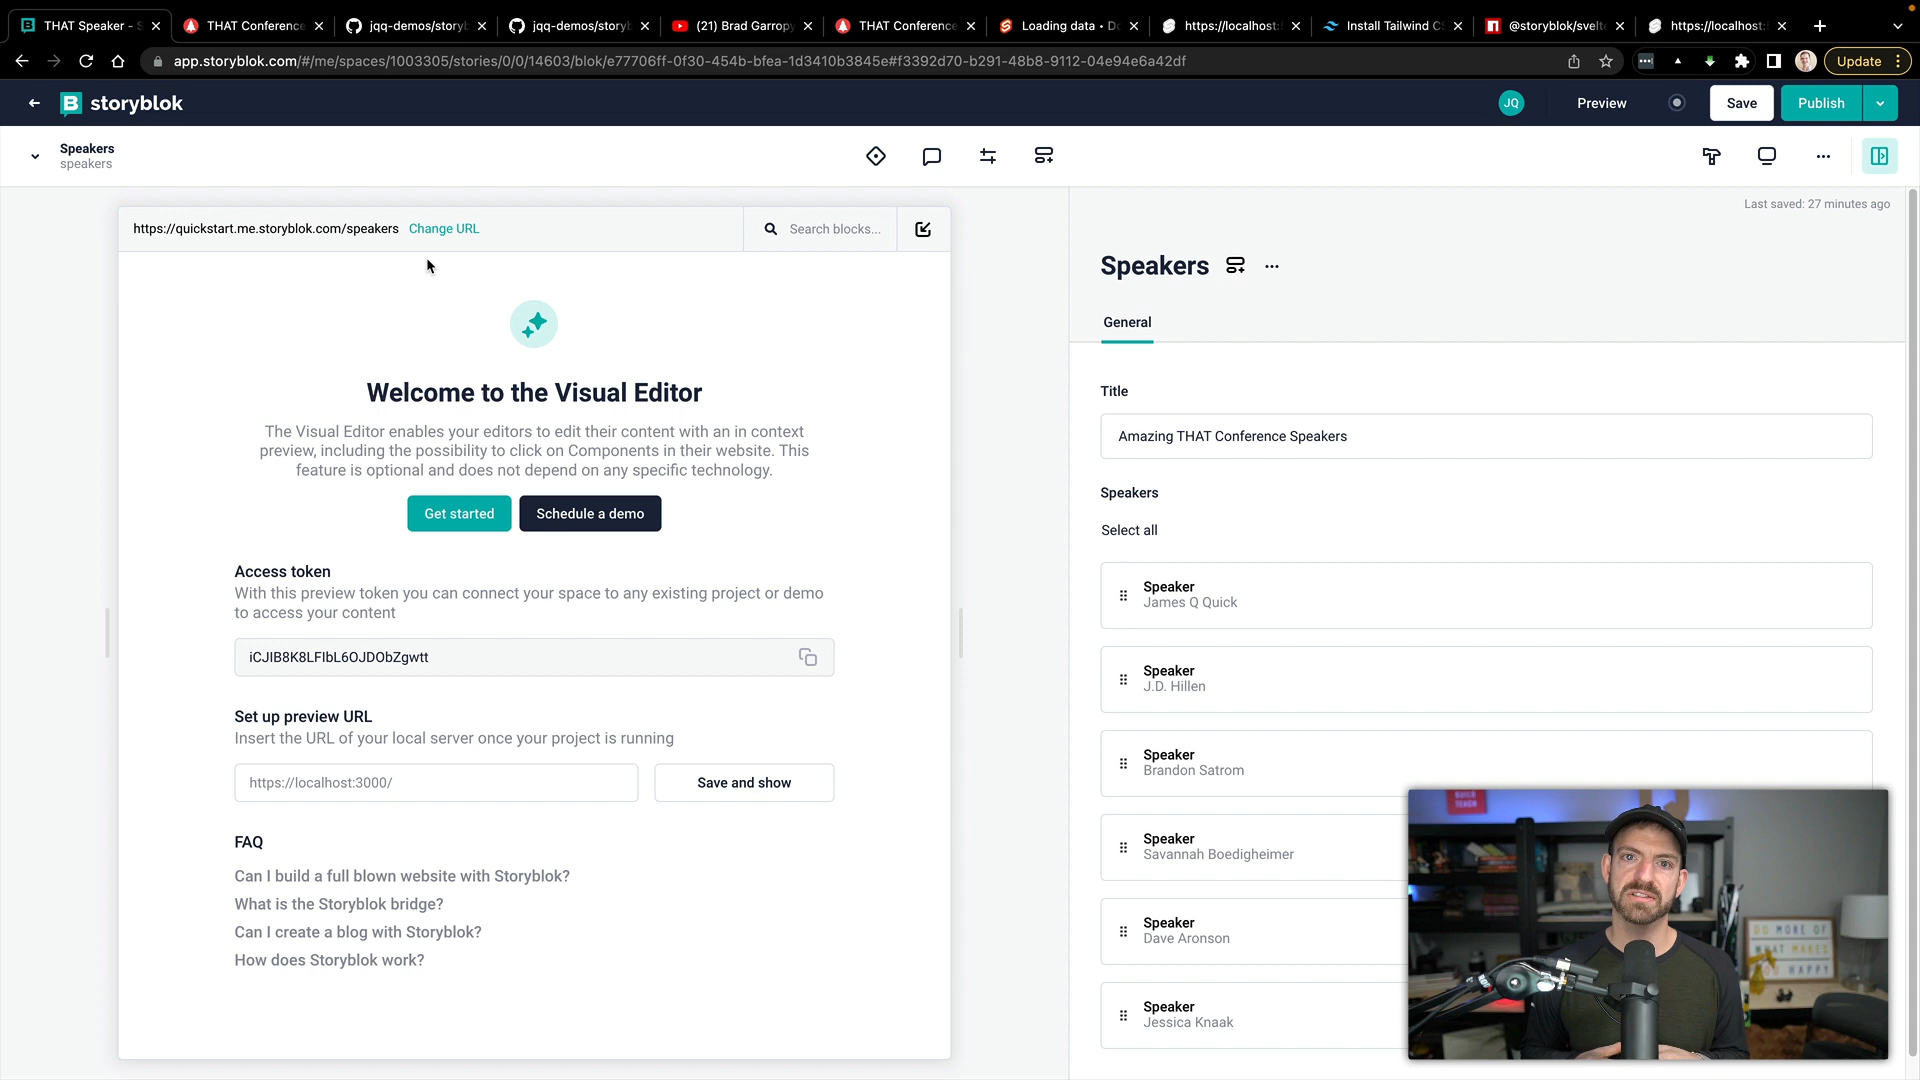 THAT Speaker - S
THAT Conference
jqq-demos/storyb
jqq-demos/storyb
(21) Brad Garropy
THAT Conference
Loading data • Do
https://localhost:
Install Tailwind CS
@storyblok/svelte
https://localhost:
app.storyblok.com/#/me/spaces/1003305/stories/0/0/14603/blok/e77706ff-0f30-454b-bfea-1d3410b3845e#f3392d70-b291-48b8-9112-04e94e6a42df
Update
storyblok
JQ
Preview
Save
Publish
Speakers
speakers
https://quickstart.me.storyblok.com/speakers Change URL
Search blocks...
Welcome to the Visual Editor
The Visual Editor enables your editors to edit their content with an in context
preview, including the possibility to click on Components in their website. This
feature is optional and does not depend on any specific technology.
Get started
Schedule a demo
Access token
With this preview token you can connect your space to any existing project or demo
to access your content
iCJIB8K8LFIbL6OJDObZgwtt
Set up preview URL
Insert the URL of your local server once your project is running
https://localhost:3000/
Save and show
FAQ
Can I build a full blown website with Storyblok?
What is the Storyblok bridge?
Can I create a blog with Storyblok?
How does Storyblok work?
Last saved: 27 minutes ago
Speakers
General
Title
Amazing THAT Conference Speakers
Speakers
Select all
Speaker
James Q Quick
Speaker
J.D. Hillen
Speaker
Brandon Satrom
Speaker
Savannah Boedigheimer
Speaker
Dave Aronson
Speaker
Jessica Knaak
DO MORE OF
WHAT MAKES
YOU HAPPY